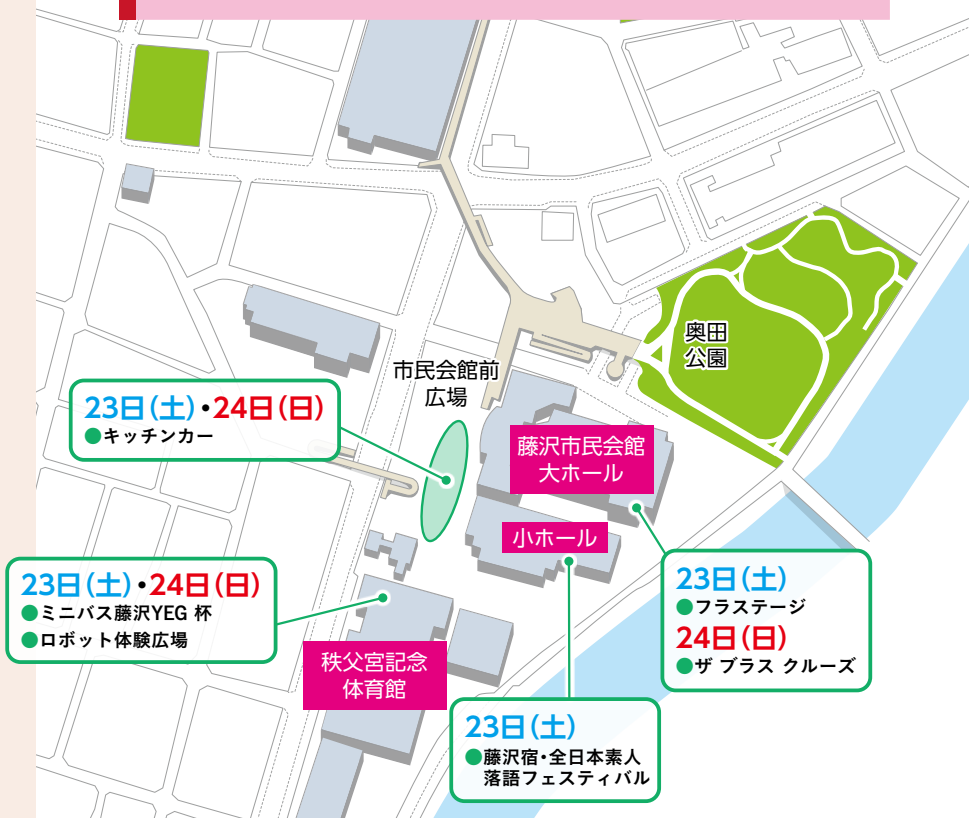 奥田
公園
市民会館前
広場
23日(土)・24日(日)
●キッチンカー
藤沢市民会館
大ホール
小ホール
23日(土)・24日(日)
●ミニバス藤沢YEG 杯
●ロボット体験広場
23日(土)
●フラステージ
24日(日)
●ザ ブラス クルーズ
秩父宮記念
体育館
23日(土)
●藤沢宿・全日本素人
落語フェスティバル